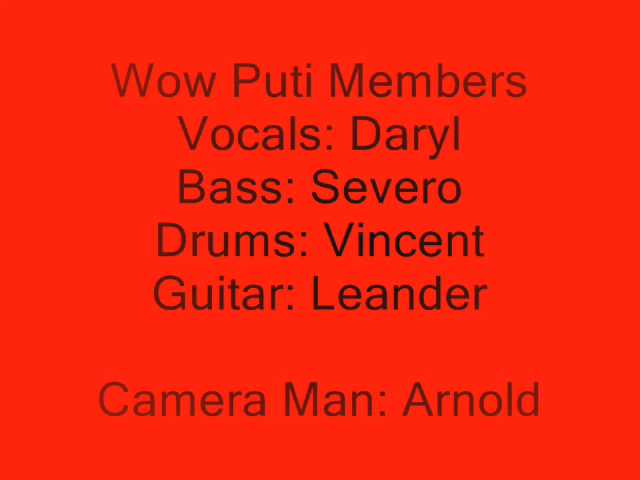 Wow Puti Members
Vocals: Daryl
Bass: Severo
Drums: Vincent
Guitar: Leander
Camera Man: Arnold